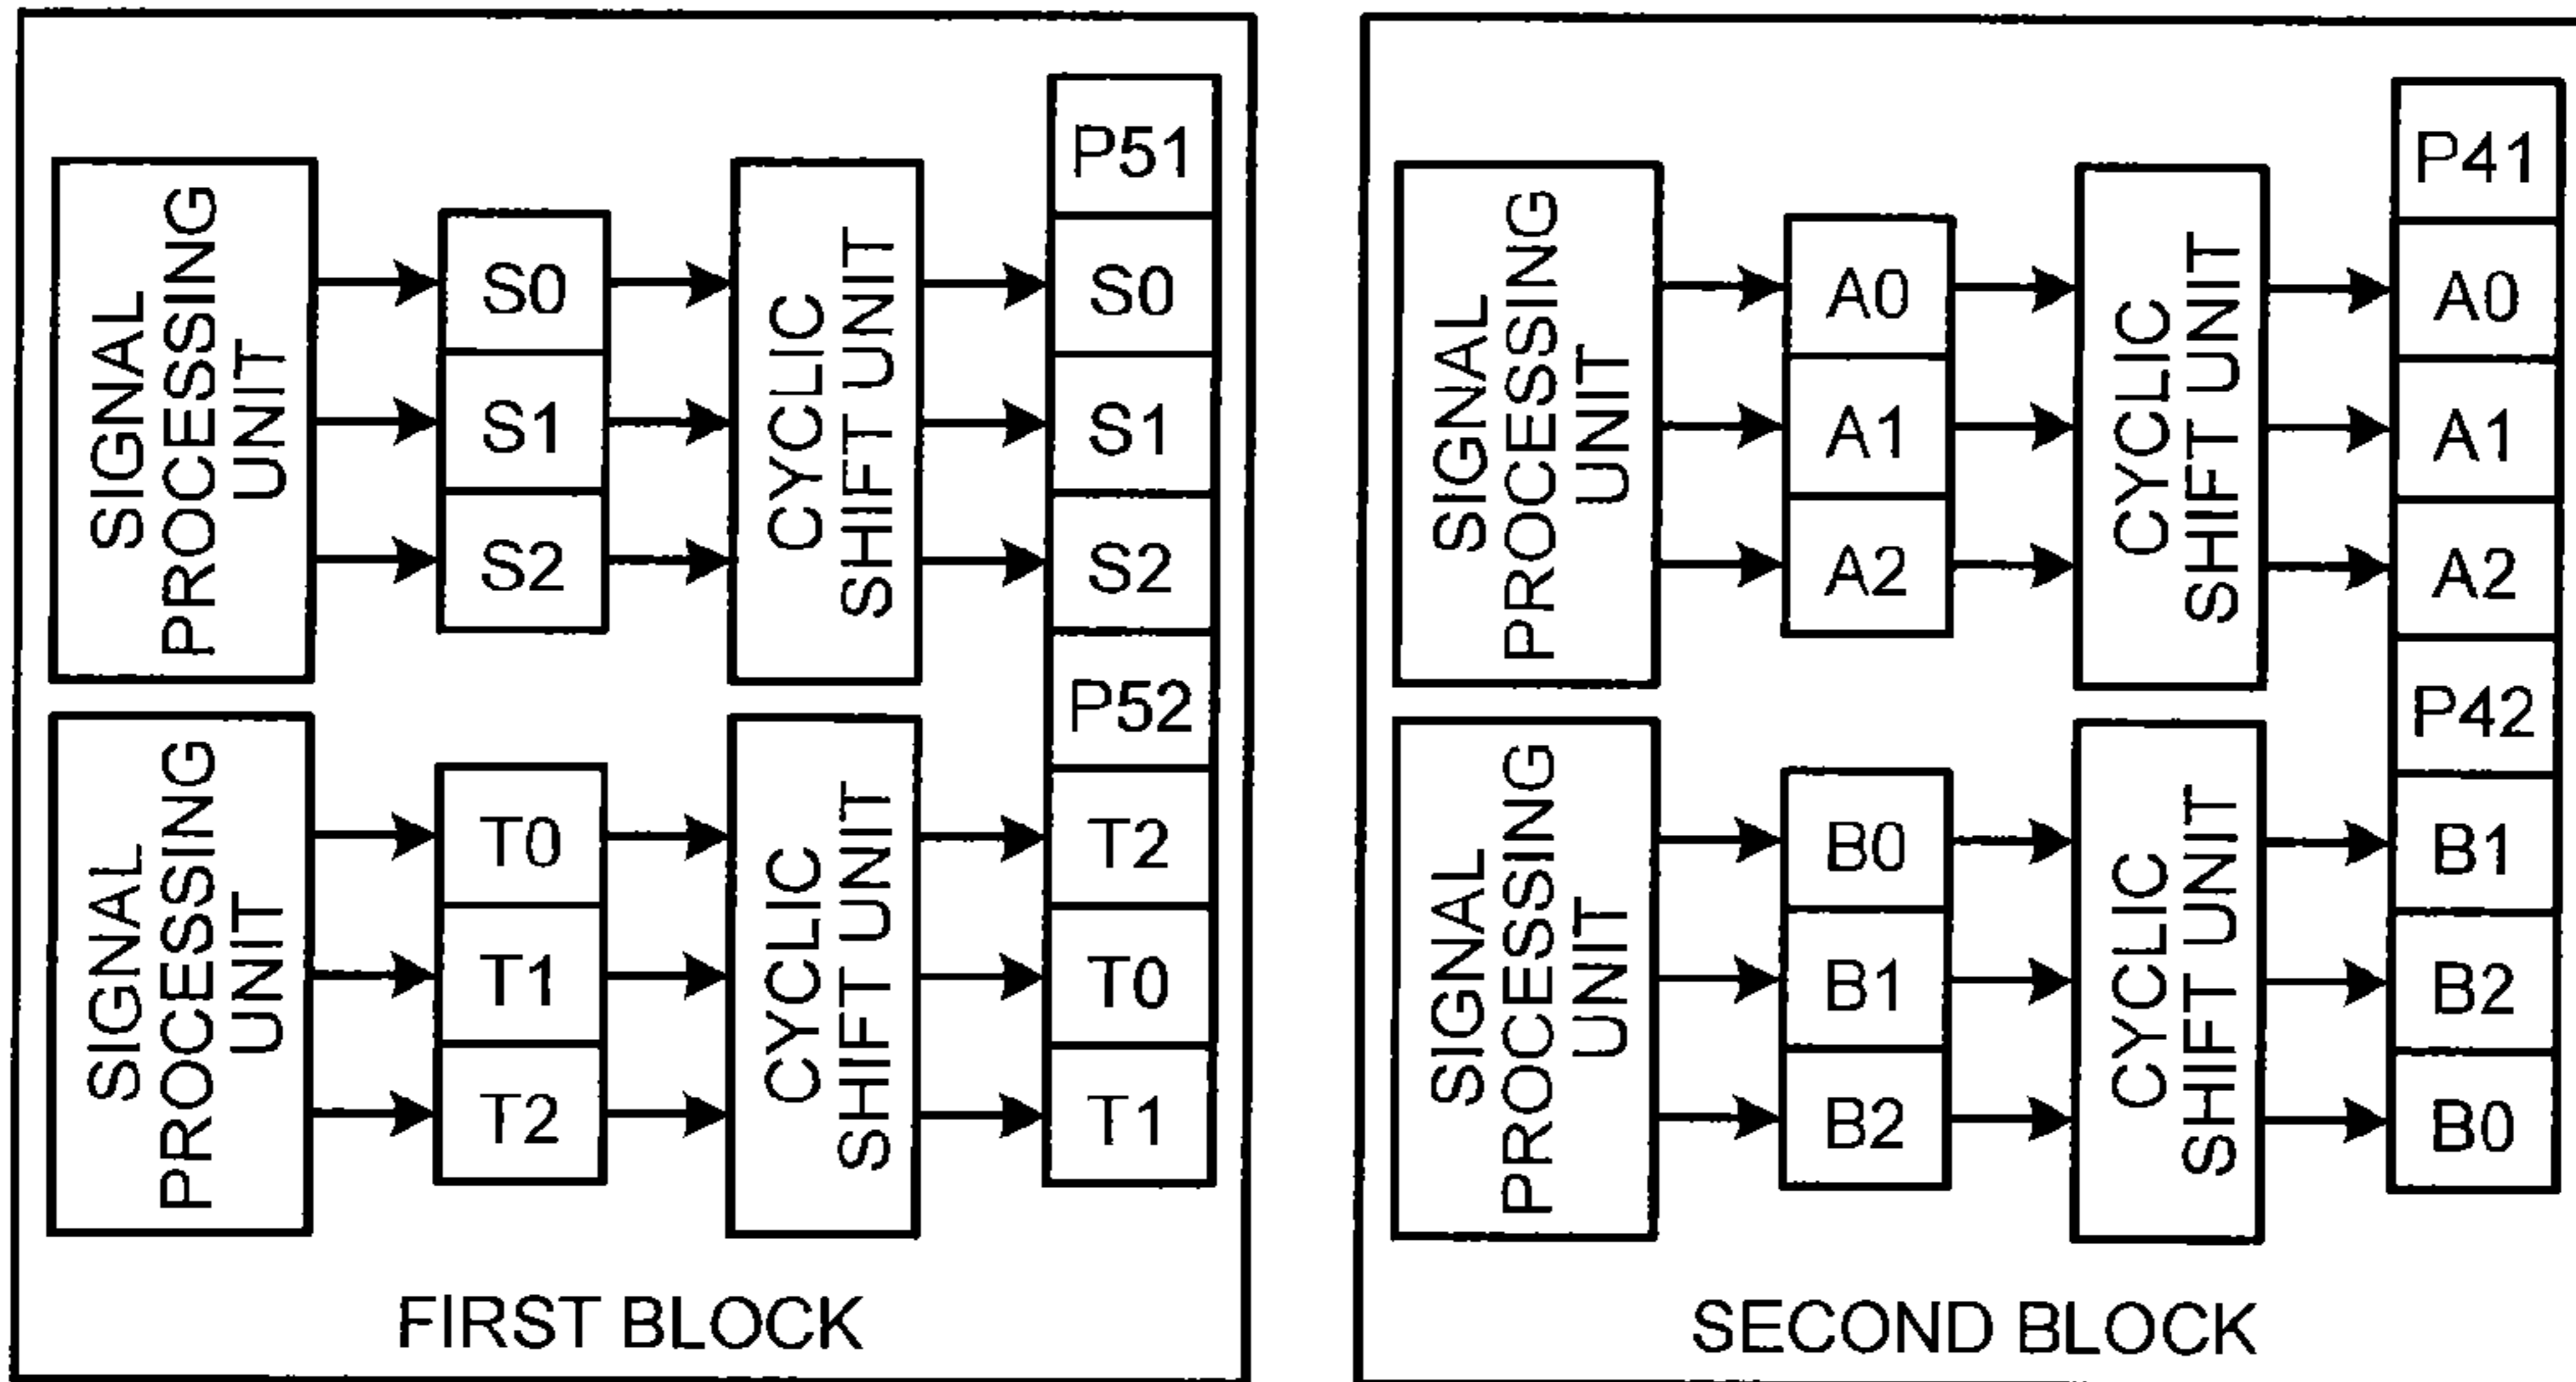 SIGNAL
PROCESSING
UNIT
S0
S1
S2
CYCLIC
SHIFT UNIT
P51
S0
S1
S2
P52
SIGNAL
PROCESSING
UNIT
T0
T1
T2
CYCLIC
SHIFT UNIT
T2
T0
T1
FIRST BLOCK
SIGNAL
PROCESSING
UNIT
A0
A1
A2
CYCLIC
SHIFT UNIT
P41
A0
A1
A2
P42
SIGNAL
PROCESSING
UNIT
B0
B1
B2
CYCLIC
SHIFT UNIT
B1
B2
B0
SECOND BLOCK